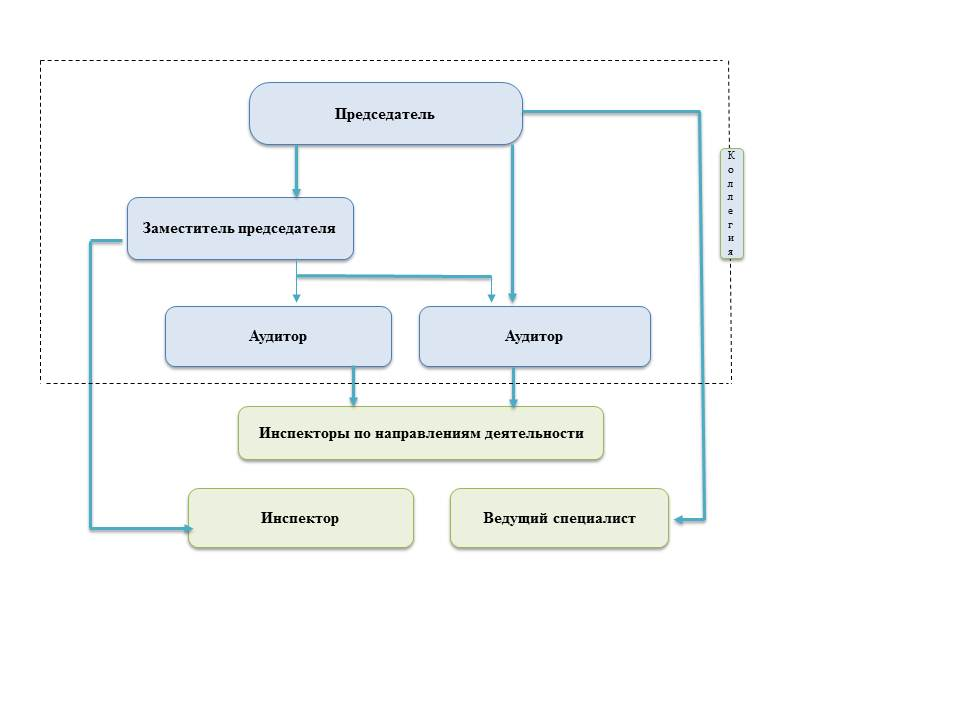 Председатель
Коллегия
Заместитель председателя
Аудитор
Аудитор
Инспекторы по направлениям деятельности
Инспектор
Ведущий специалист